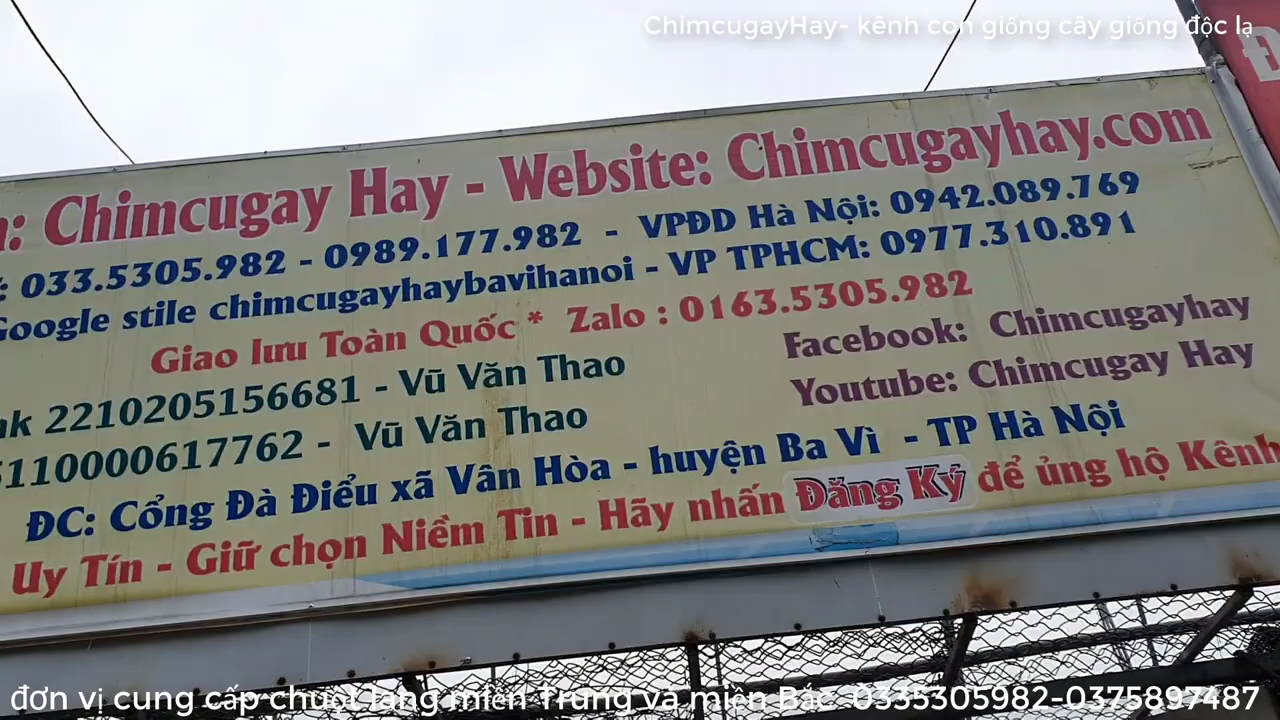 ChimcugayHay- kênh con giống cây giống độc lạ
Chimcugay Hay - Website: Chimcugayhay.com
: 033.5305.982 - 0989.177.982 - VPĐD Hà Nội: 0942.089.769
Google stile chimcugayhaybavihanoi - VP TPHCM: 0977.310.891
Giao lưu Toàn Quốc * Zalo : 0163.5305.982
Facebook: Chimcugayhay
nk 2210205156681 - Vũ Văn Thao
Youtube: Chimcugay Hay
5110000617762 - Vũ Văn Thao
ĐC: Cổng Đà Điểu xã Vân Hòa - huyện Ba Vì - TP Hà Nội
Uy Tín - Giữ chọn Niềm Tin - Hãy nhấn Đăng Ký để ủng hộ Kênh
đơn vị cung cấp chuột lang miền Trung và miền Bắc 0335305982-0375897487